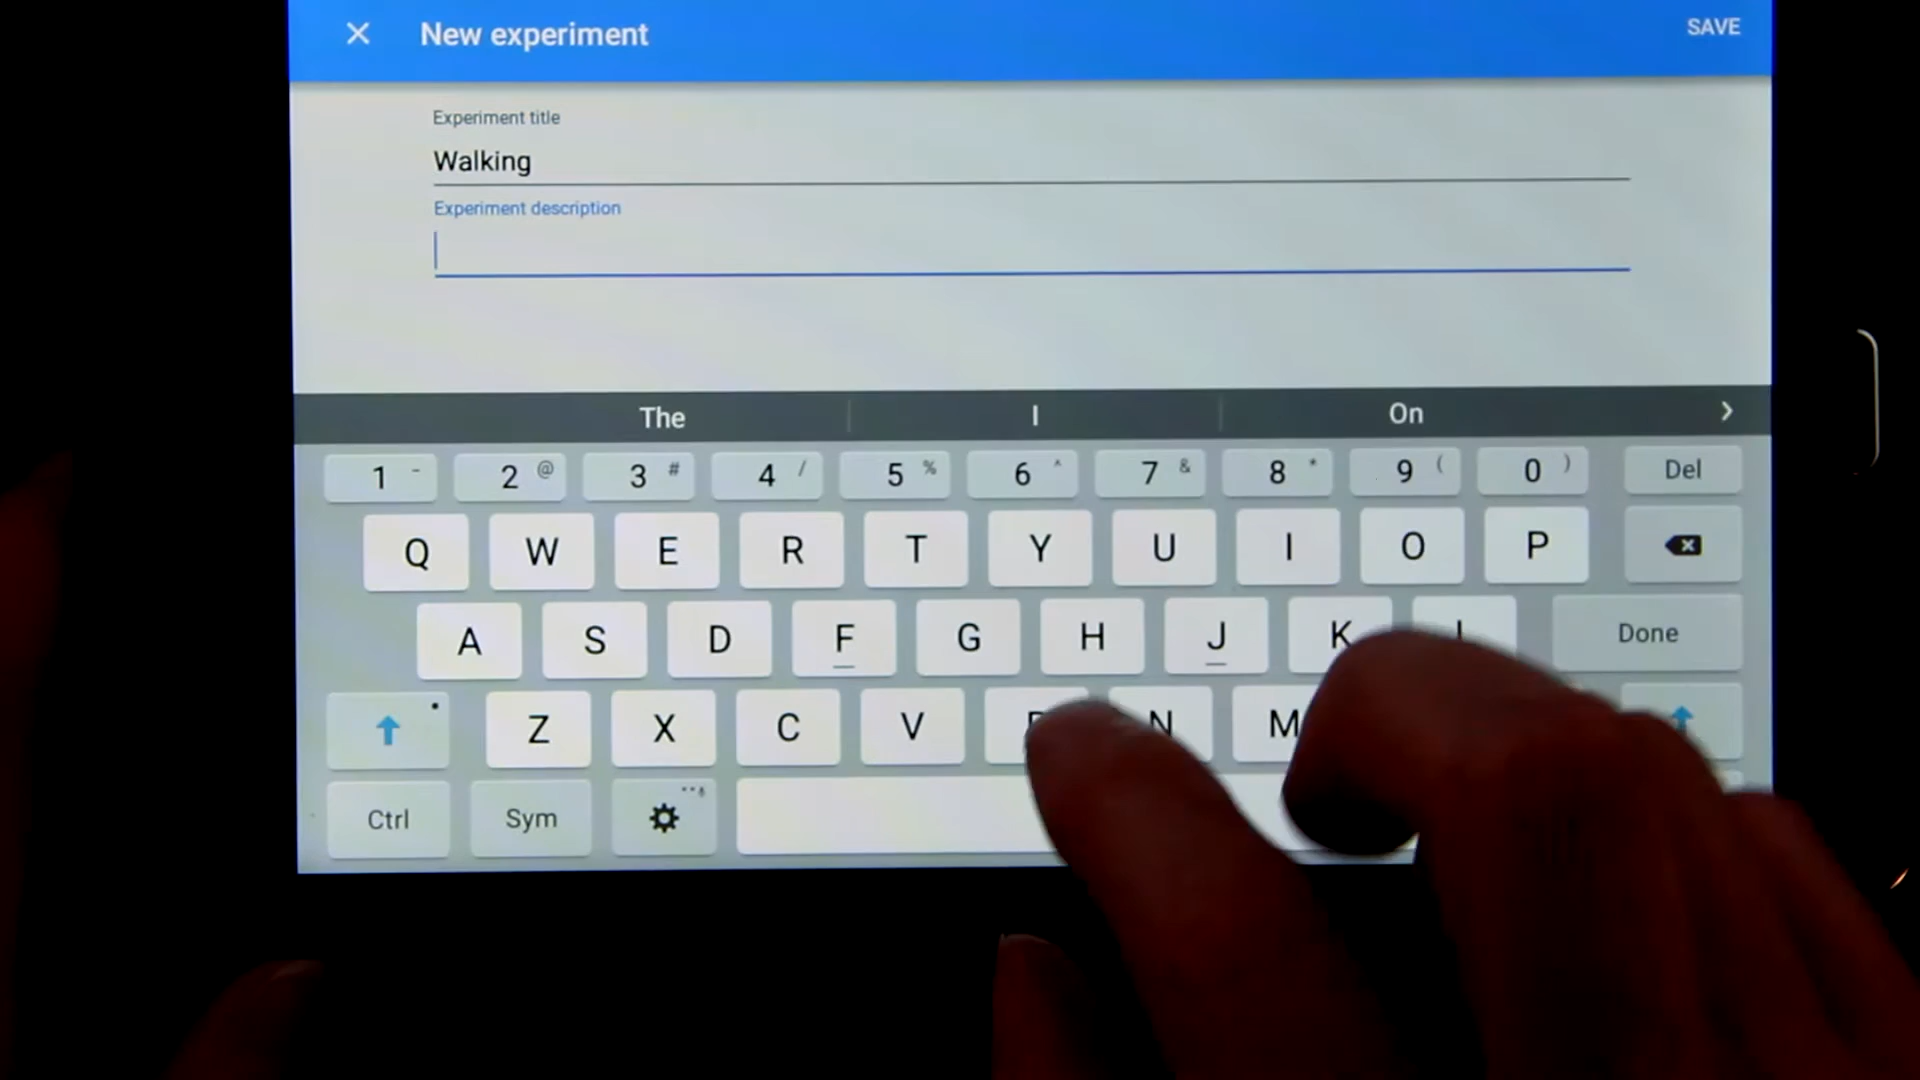 New experiment
SAVE
Experiment title
Walking
Experiment description
The I On
1 - 2 @ 3 # 4 / 5 % 6 ^ 7 & 8 * 9 ( 0 ) Del
Q W E R T Y U I O P
A S D F G H J K Done
Z X C V N M
Ctrl Sym